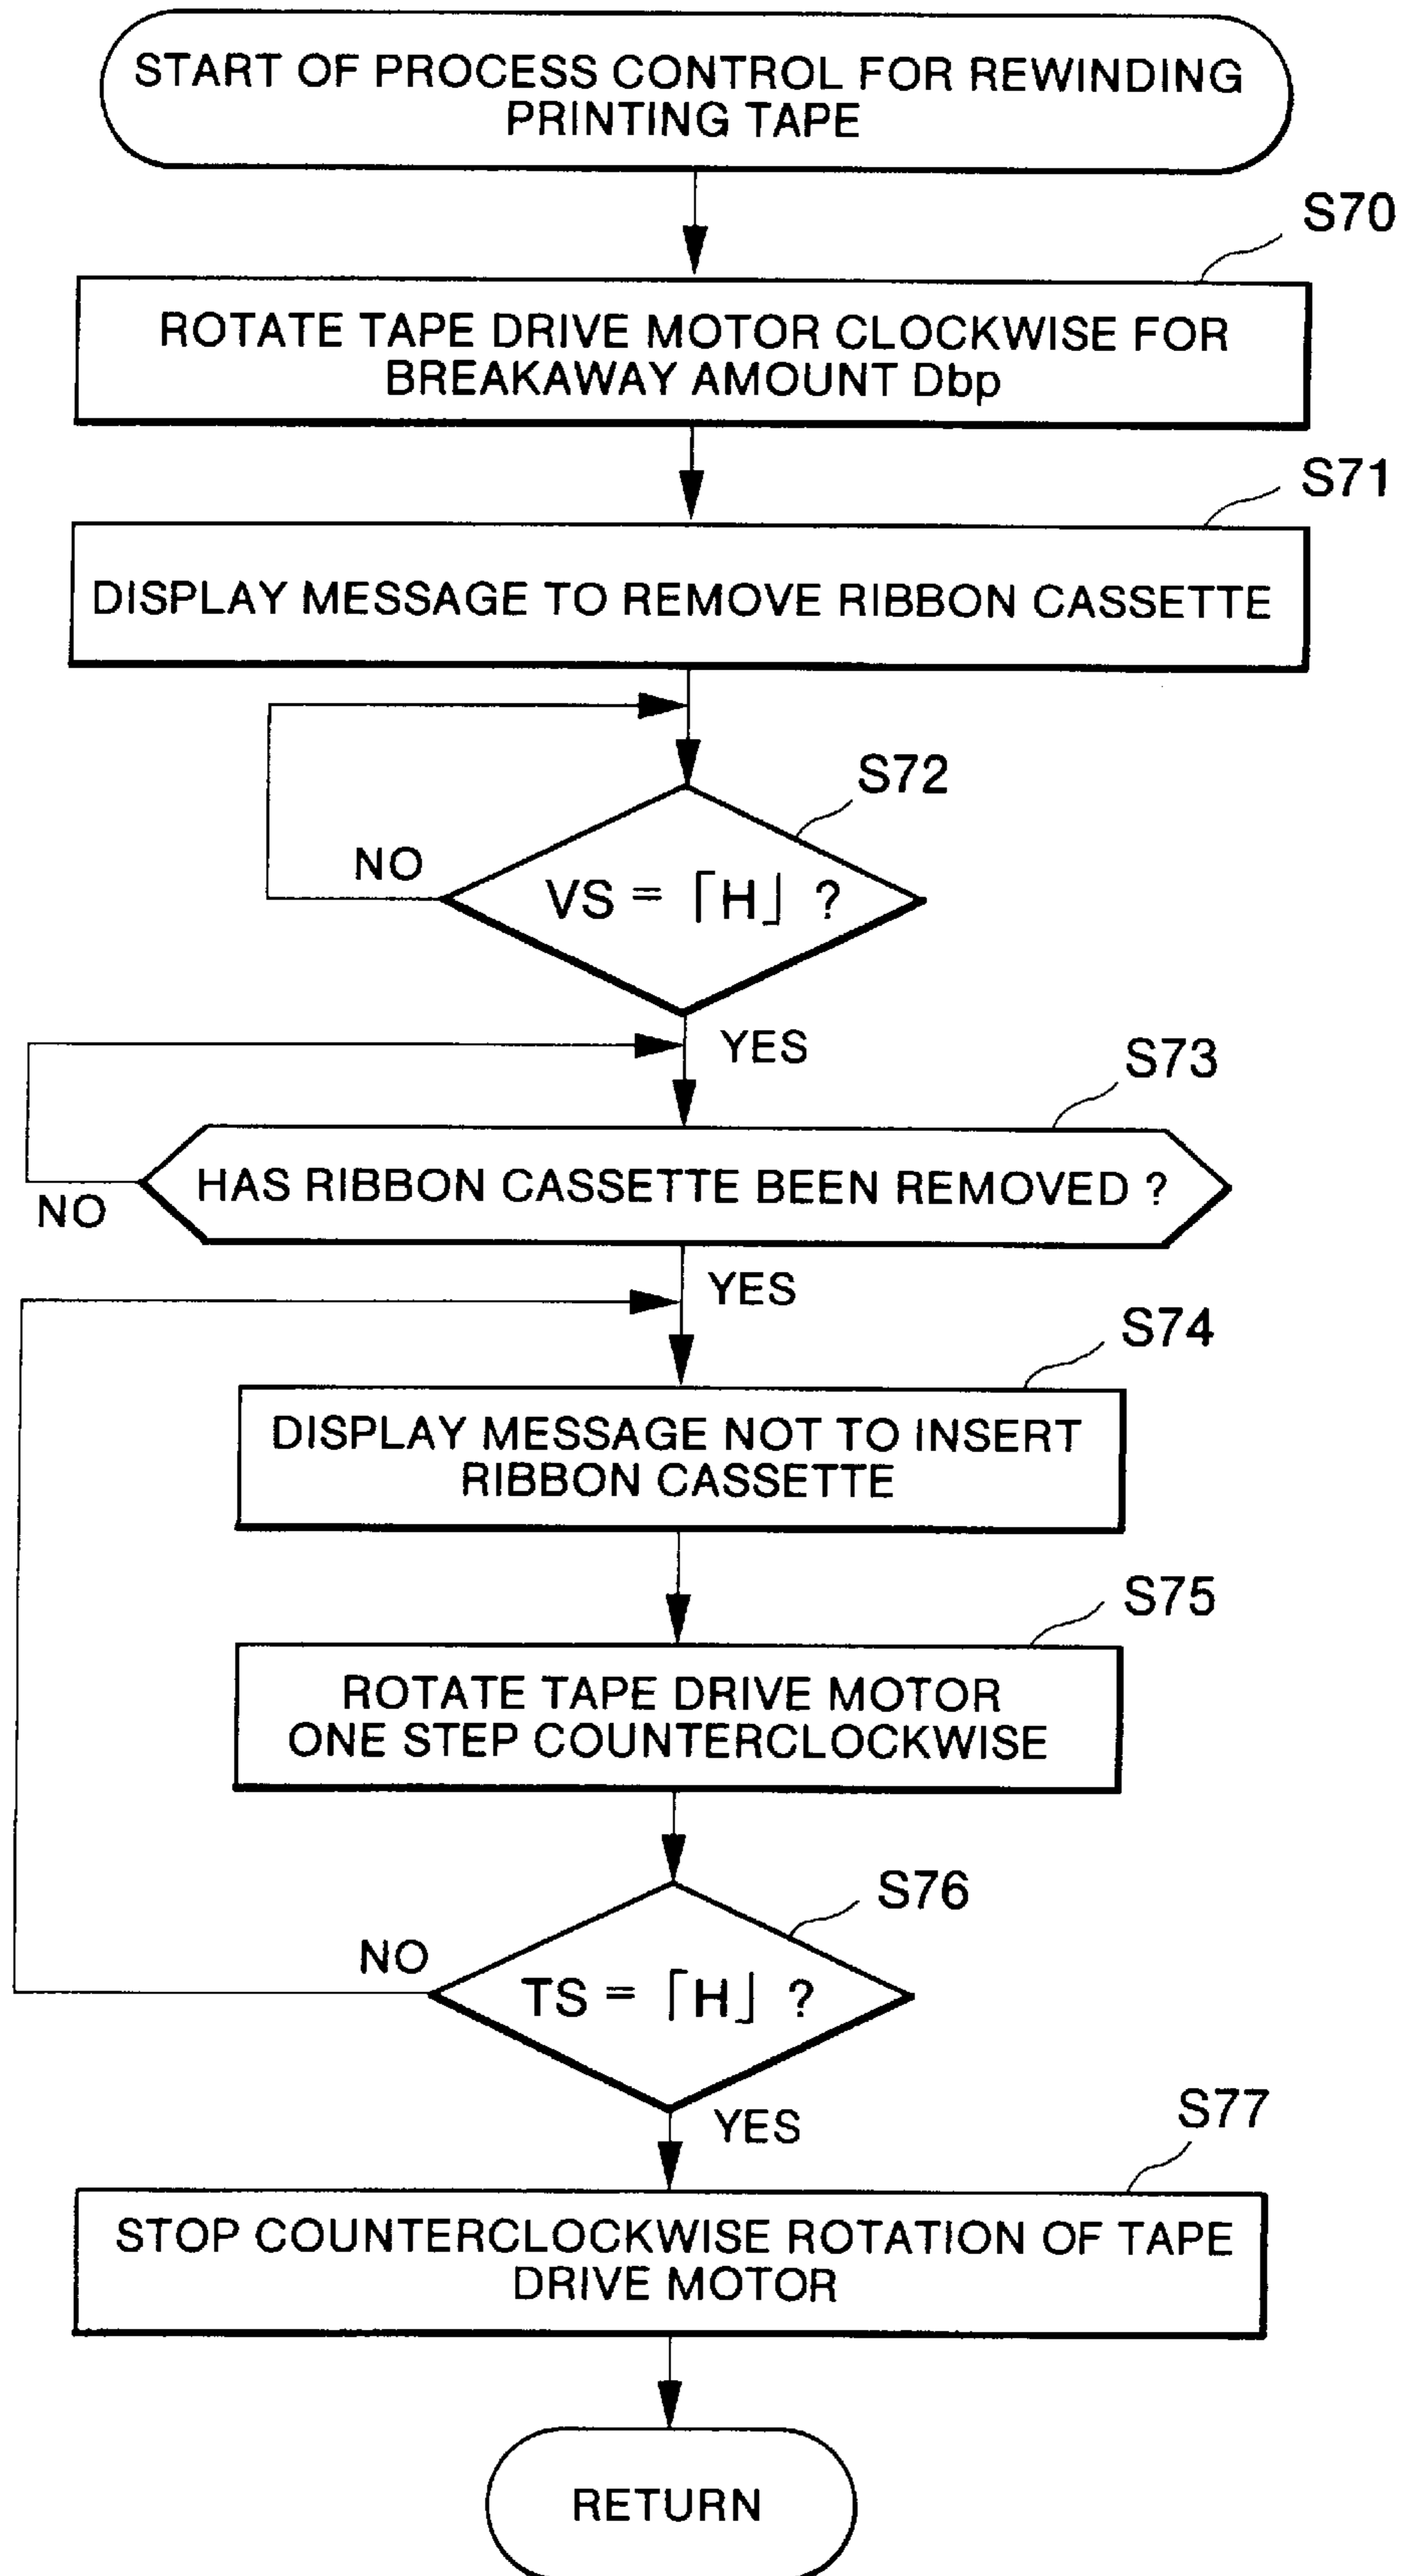 START OF PROCESS CONTROL FOR REWINDING
PRINTING TAPE
S70
ROTATE TAPE DRIVE MOTOR CLOCKWISE FOR
BREAKAWAY AMOUNT Dbp
S71
DISPLAY MESSAGE TO REMOVE RIBBON CASSETTE
S72
NO
VS = ⌈H⌋ ?
YES
S73
HAS RIBBON CASSETTE BEEN REMOVED ?
NO
YES
S74
DISPLAY MESSAGE NOT TO INSERT
RIBBON CASSETTE
S75
ROTATE TAPE DRIVE MOTOR
ONE STEP COUNTERCLOCKWISE
S76
NO
TS = ⌈H⌋ ?
YES
S77
STOP COUNTERCLOCKWISE ROTATION OF TAPE
DRIVE MOTOR
RETURN